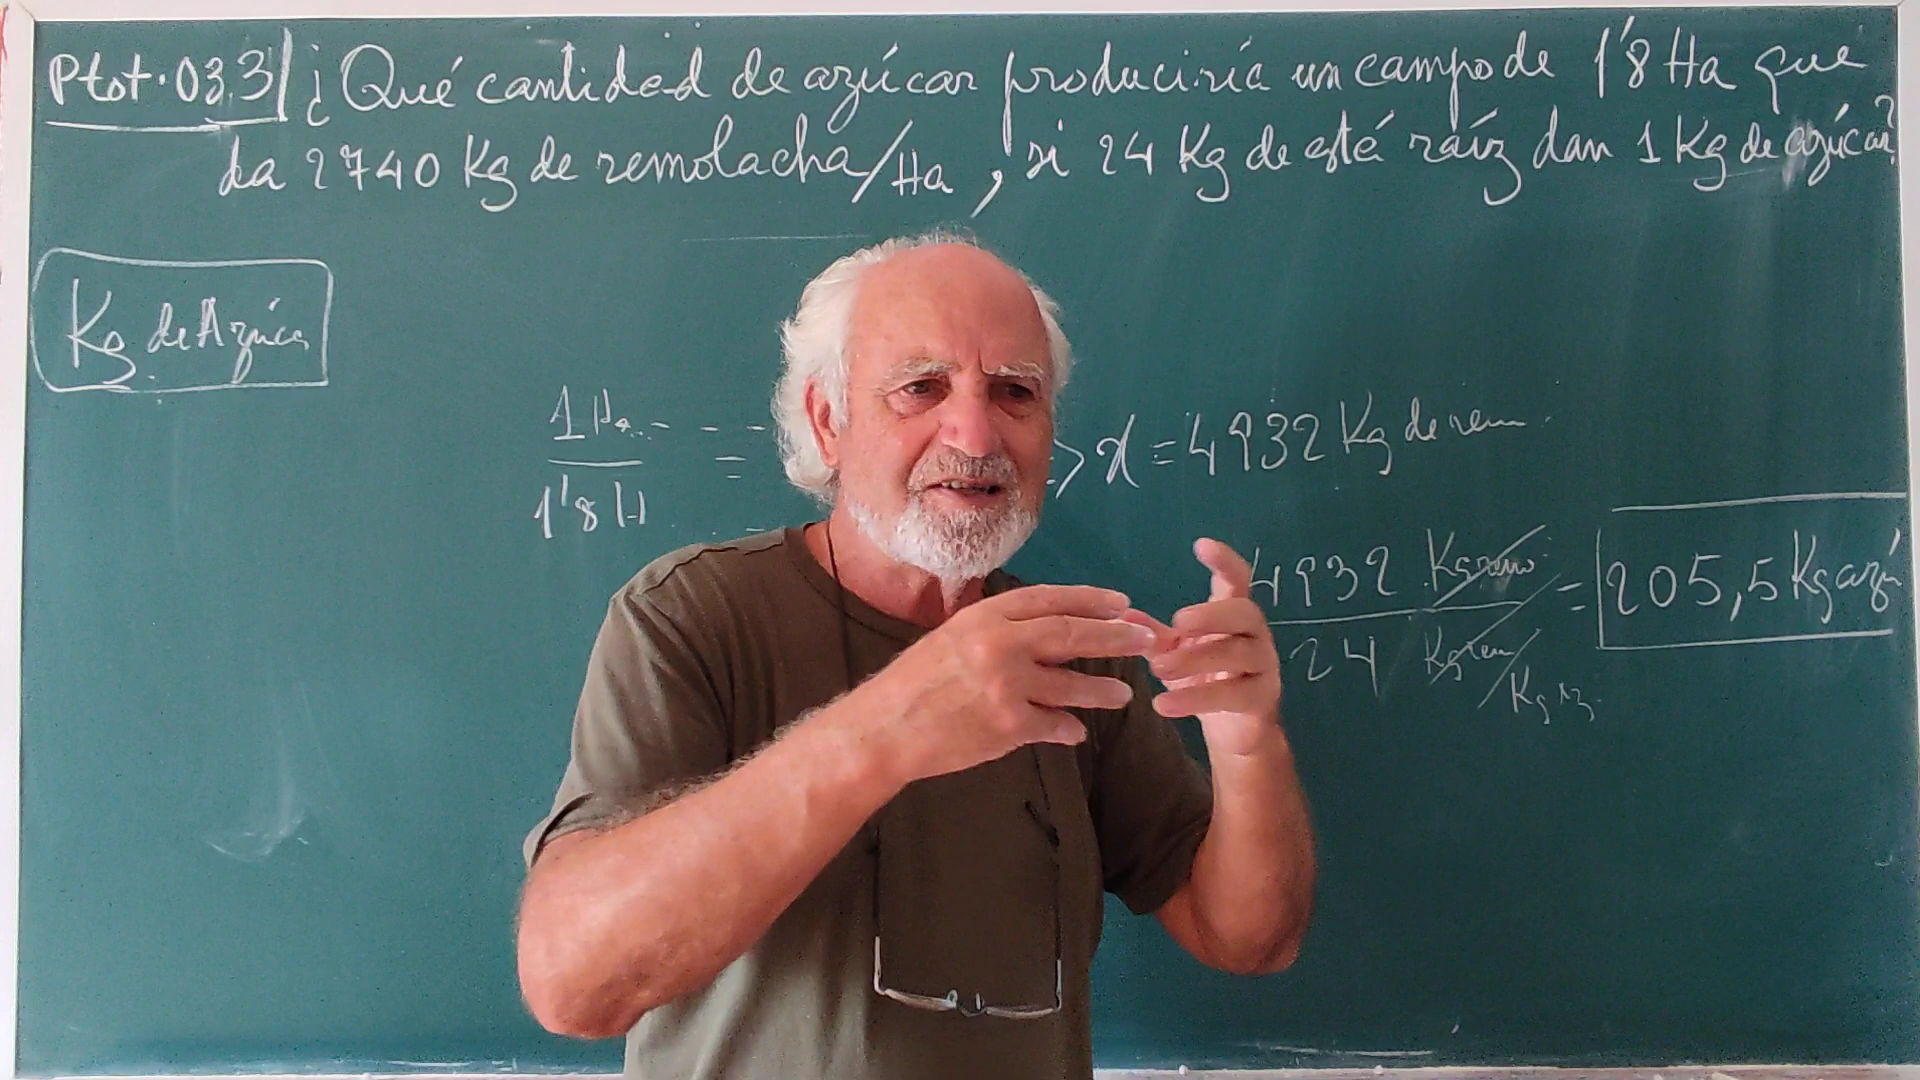 Ptot.03.3 ¿Qué cantidad de azúcar produciría un campo de 1'8 Ha que
da 2740 Kg de remolacha/Ha, si 24 Kg de esté raíz dan 1 Kg de azúcar?
Kg de Azúca
1 Ha - - -
1'8 H
=
=> x = 4932 Kg de rem.
4932 Kg remo
24 Kg rem/Kg az.
= 205,5 Kg azú